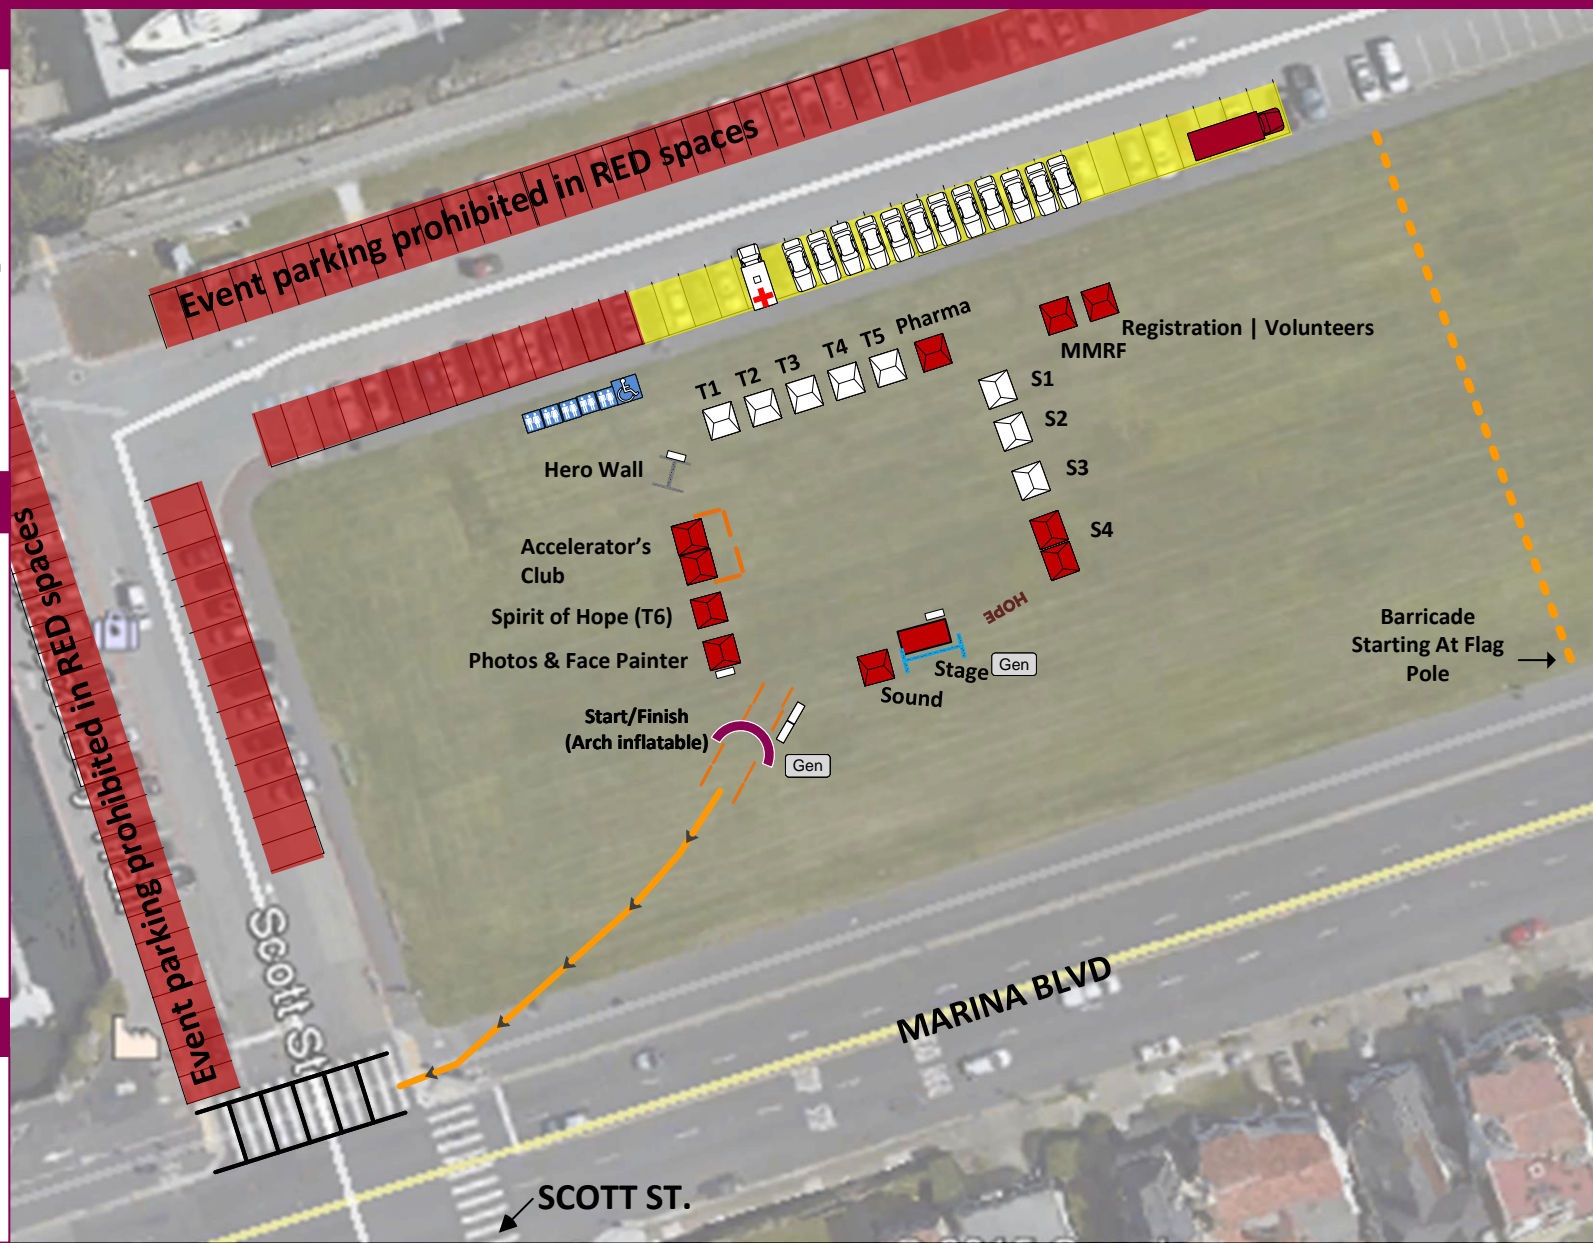 Event parking prohibited in RED spaces
Pharma
T5
T4
T3
T2
T1
Registration | Volunteers
MMRF
S1
S2
S3
S4
Hero Wall
Accelerator's
Club
Spirit of Hope (T6)
Photos & Face Painter
HOPE
Stage
Gen
Sound
Start/Finish
(Arch inflatable)
Gen
Barricade
Starting At Flag
Pole
Event parking prohibited in RED spaces
Scott St
MARINA BLVD
SCOTT ST.